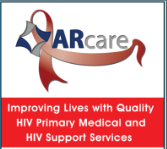 ARcare
Improving Lives with Quality
HIV Primary Medical and
HIV Support Services